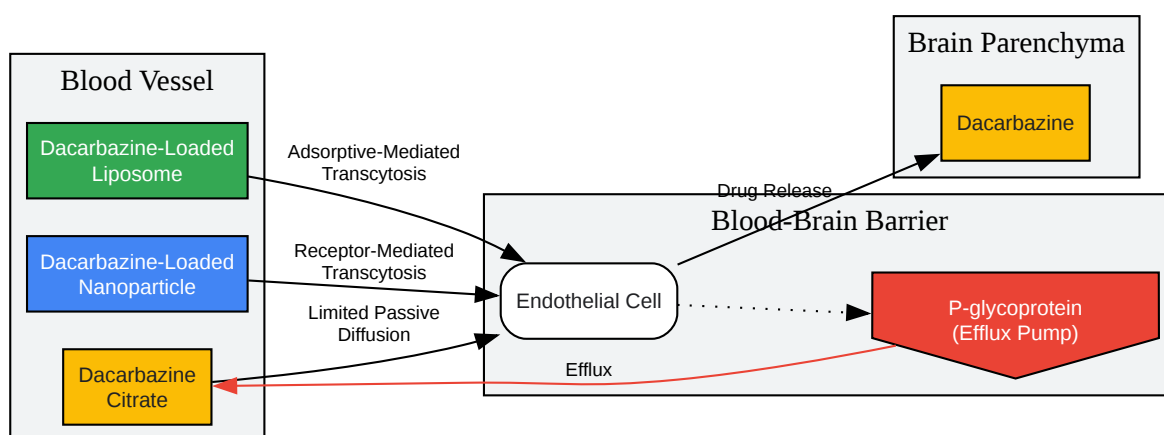 Blood Vessel
Dacarbazine-Loaded
Liposome
Dacarbazine-Loaded
Nanoparticle
Dacarbazine
Citrate
Adsorptive-Mediated
Transcytosis
Receptor-Mediated
Transcytosis
Limited Passive
Diffusion
Efflux
Blood-Brain Barrier
Endothelial Cell
P-glycoprotein
(Efflux Pump)
Drug Release
Brain Parenchyma
Dacarbazine